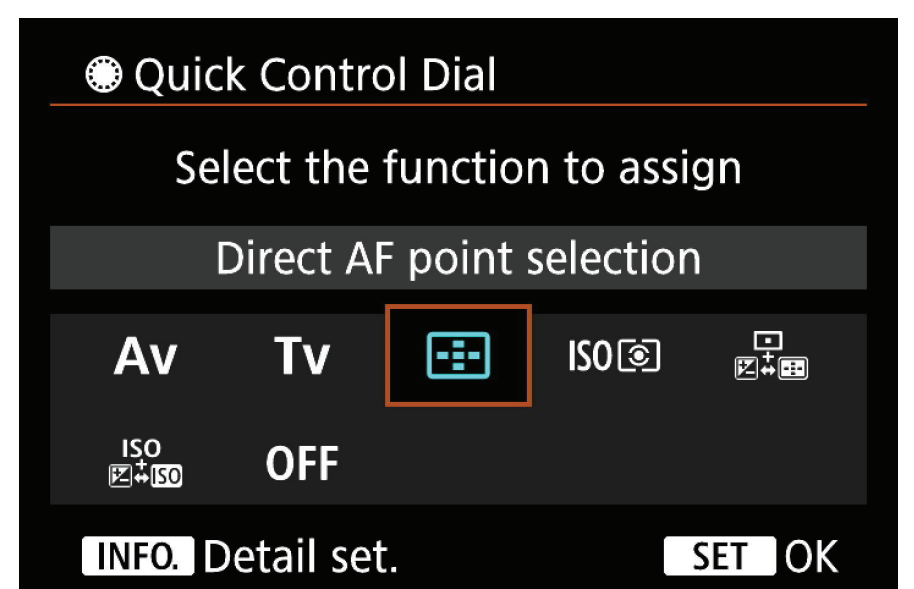 Quick Control Dial
Select the function to assign
Direct AF point selection
Av Tv ISO
ISO
ISO OFF
INFO. Detail set. SET OK